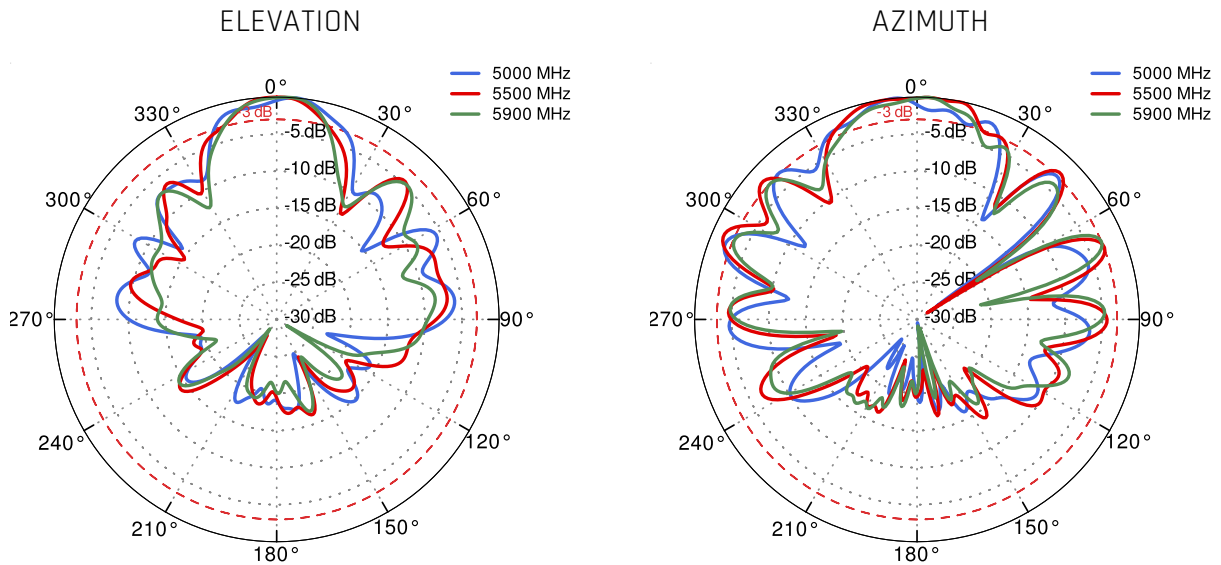 ELEVATION
5000 MHz
5500 MHz
5900 MHz
0°
330°
30°
-3 dB
-5 dB
-10 dB
300°
60°
-15 dB
-20 dB
-25 dB
270°
-30 dB
90°
240°
120°
210°
150°
180°
AZIMUTH
5000 MHz
5500 MHz
5900 MHz
0°
330°
30°
-3 dB
-5 dB
-10 dB
300°
60°
-15 dB
-20 dB
-25 dB
270°
-30 dB
90°
240°
120°
210°
150°
180°